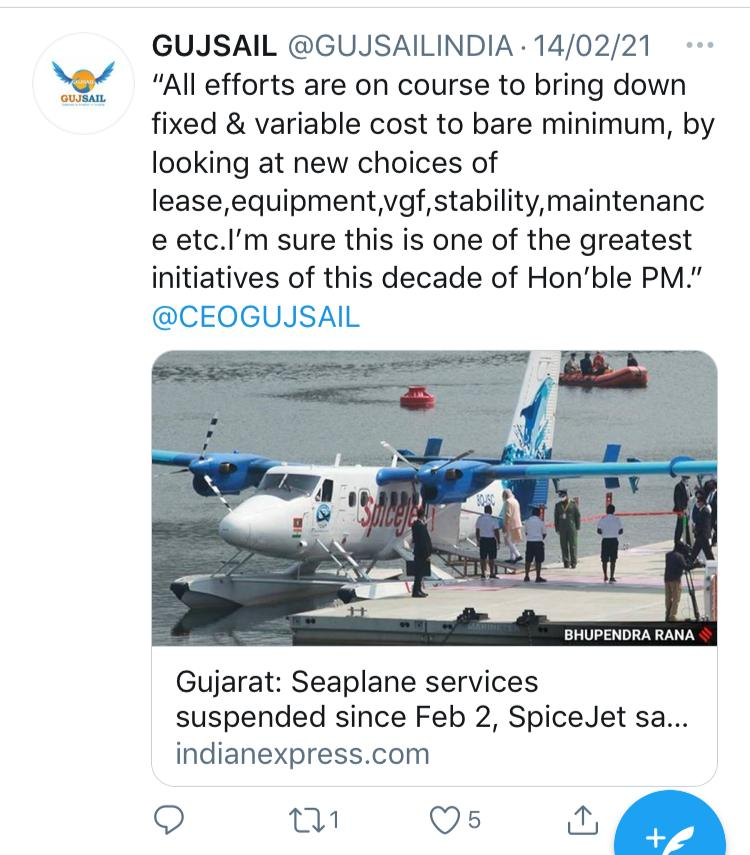 GUJSAIL @GUJSAILINDIA · 14/02/21
“All efforts are on course to bring down
fixed & variable cost to bare minimum, by
looking at new choices of
lease,equipment,vgf,stability,maintenanc
e etc.I’m sure this is one of the greatest
initiatives of this decade of Hon’ble PM.”
@CEOGUJSAIL
GUJSAIL
SpiceJet
8Q-ISC
BHUPENDRA RANA
Gujarat: Seaplane services
suspended since Feb 2, SpiceJet sa...
indianexpress.com
1
5